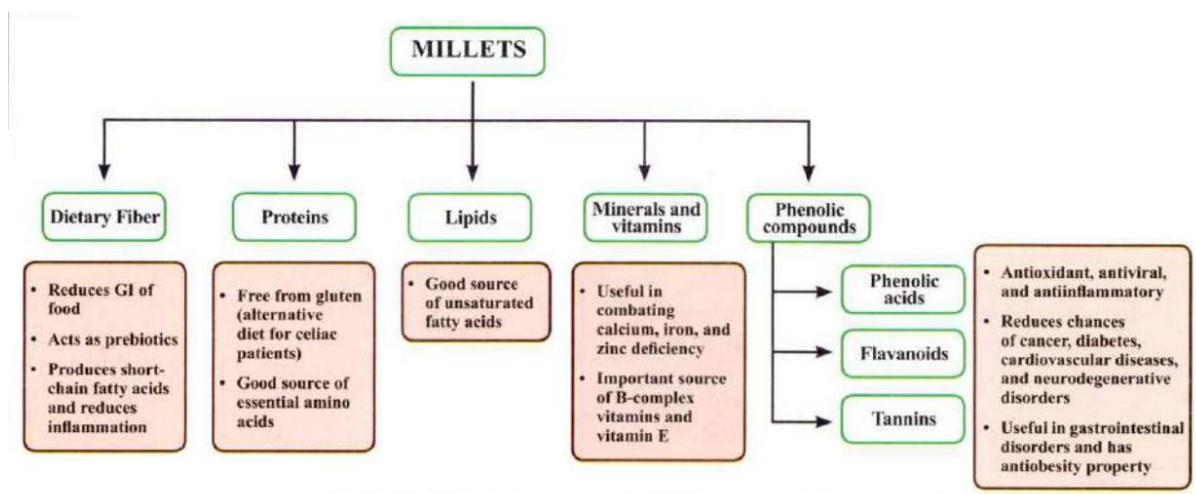 MILLETS
Dietary Fiber
Proteins
Lipids
Minerals and
vitamins
Phenolic
compounds
• Reduces GI of
food
• Acts as prebiotics
• Produces short-
chain fatty acids
and reduces
inflammation
• Free from gluten
(alternative
diet for celiac
patients)
• Good source of
essential amino
acids
• Good source
of unsaturated
fatty acids
• Useful in
combating
calcium, iron, and
zinc deficiency
• Important source
of B-complex
vitamins and
vitamin E
Phenolic
acids
Flavanoids
Tannins
• Antioxidant, antiviral,
and antiinflammatory
• Reduces chances
of cancer, diabetes,
cardiovascular diseases,
and neurodegenerative
disorders
• Useful in gastrointestinal
disorders and has
antiobesity property